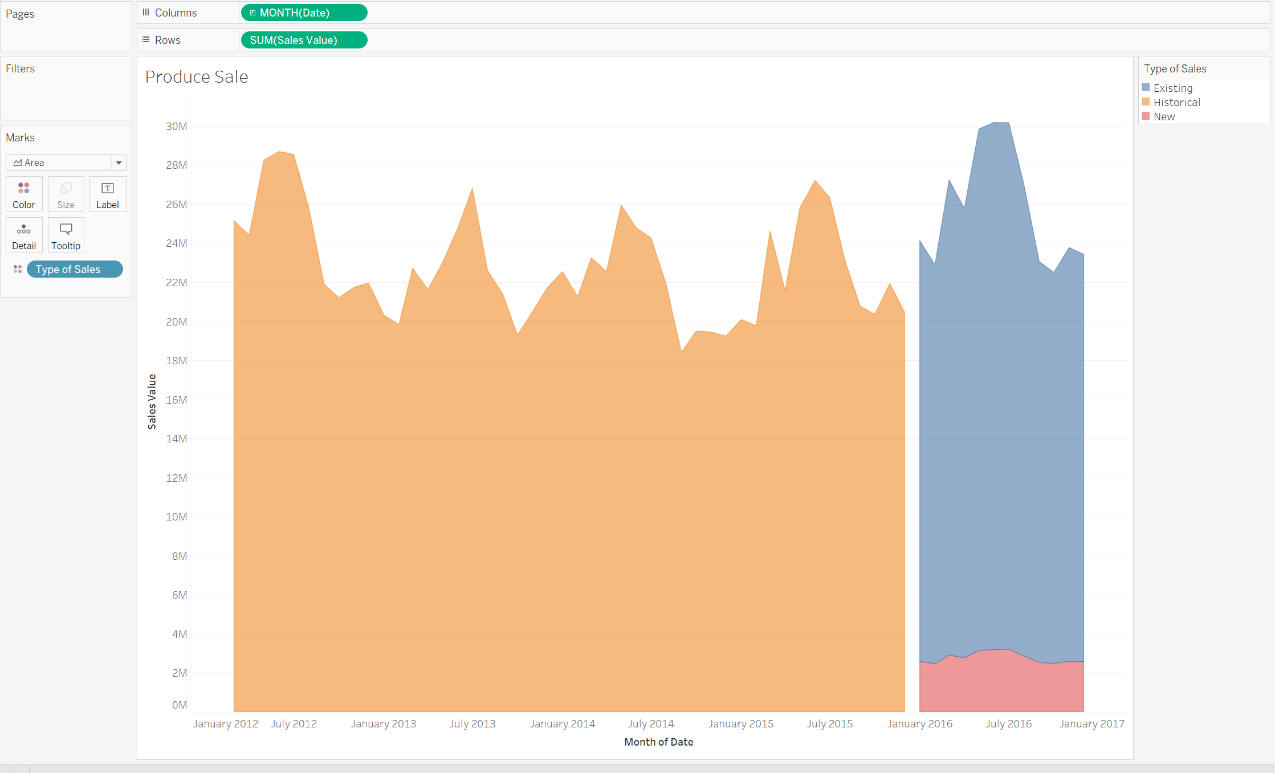 Pages
Columns
MONTH(Date)
Rows
SUM(Sales Value)
Filters
Marks
Area
Color
Size
Label
Detail
Tooltip
Type of Sales
Produce Sale
30M
28M
26M
24M
22M
20M
18M
16M
14M
12M
10M
8M
6M
4M
2M
0M
Sales Value
January 2012
July 2012
January 2013
July 2013
January 2014
July 2014
January 2015
July 2015
January 2016
July 2016
January 2017
Month of Date
Type of Sales
Existing
Historical
New